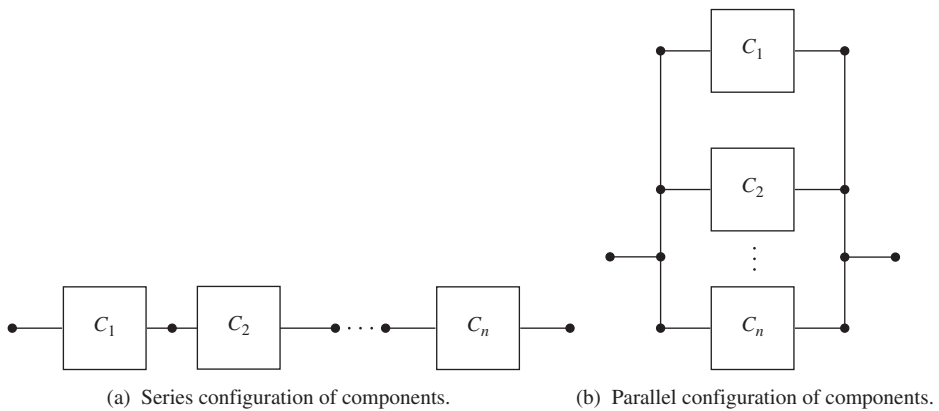 C₁
C₂
· · ·
Cₙ
(a) Series configuration of components.
C₁
C₂
⋮
Cₙ
(b) Parallel configuration of components.